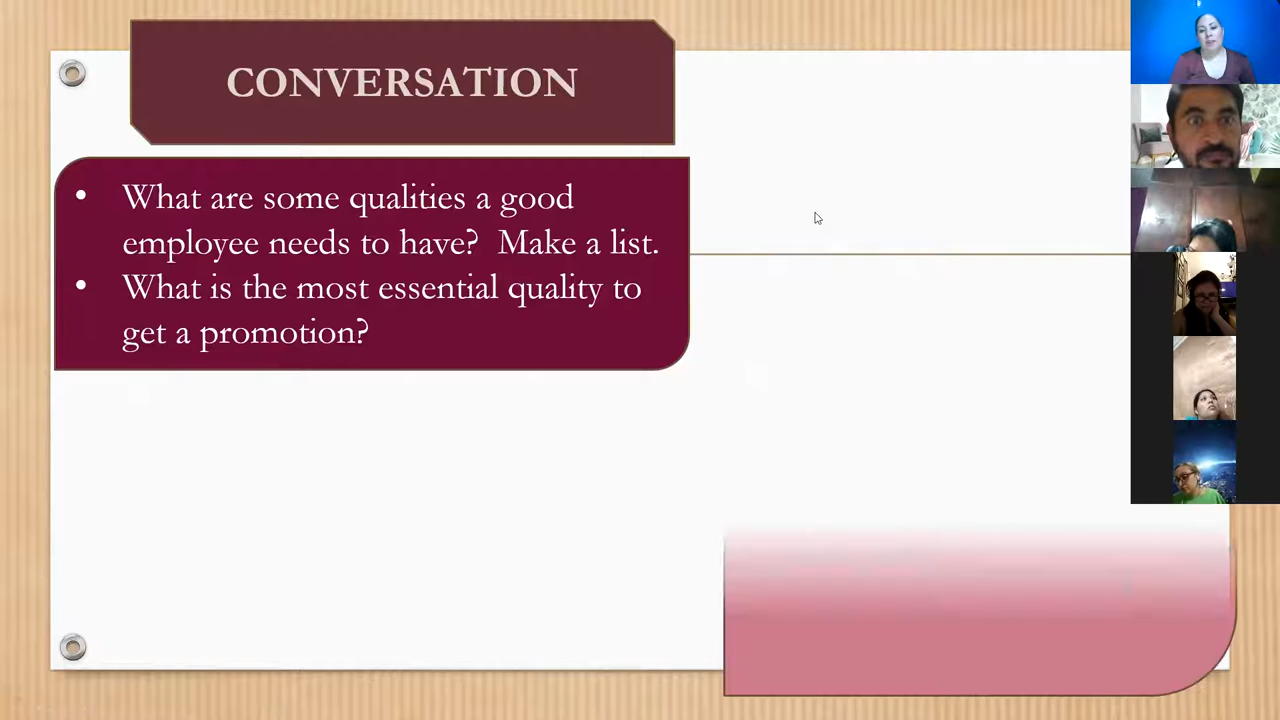 CONVERSATION
• What are some qualities a good
employee needs to have?  Make a list.
• What is the most essential quality to
get a promotion?